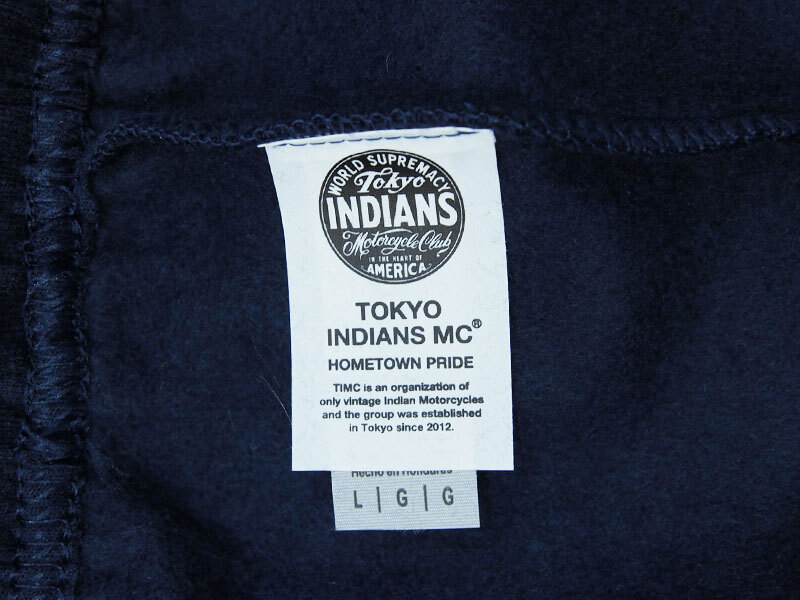 WORLD SUPREMACY
Tokyo
INDIANS
Motorcycle Club
IN THE HEART OF
AMERICA
TOKYO
INDIANS MC®
HOMETOWN PRIDE
TIMC is an organization of
only vintage Indian Motorcycles
and the group was established
in Tokyo since 2012.
Hecho en Honduras
L | G | G